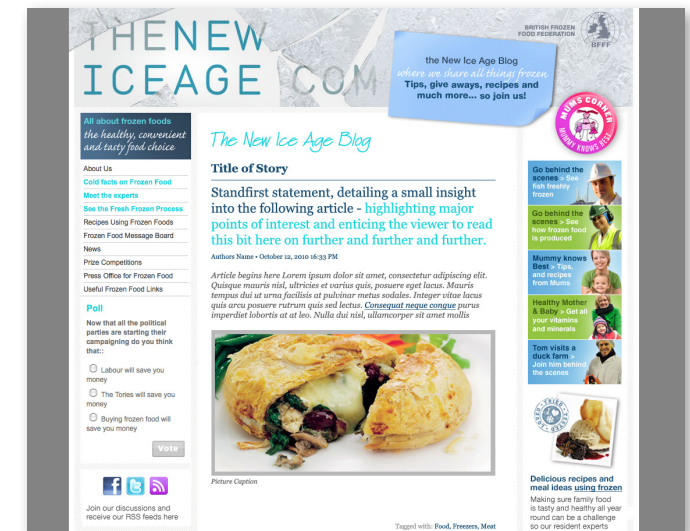 THENEW
ICEAGE COM
BRITISH FROZEN
FOOD FEDERATION
BFFF
the New Ice Age Blog
where we share all things frozen
Tips, give aways, recipes and
much more... so join us!
MUMS CORNER
MUMMY KNOWS BEST
All about frozen foods
the healthy, convenient
and tasty food choice
About Us
Cold facts on Frozen Food
Meet the experts
See the Fresh Frozen Process
Recipes Using Frozen Foods
Frozen Food Message Board
News
Prize Competitions
Press Office for Frozen Food
Useful Frozen Food Links
Poll
Now that all the political
parties are starting their
campaigning do you think
that::
Labour will save you
money
The Tories will save you
money
Buying frozen food will
save you money
Vote
Join our discussions and
receive our RSS feeds here
The New Ice Age Blog
Title of Story
Standfirst statement, detailing a small insight
into the following article - highlighting major
points of interest and enticing the viewer to read
this bit here on further and further and further.
Authors Name • October 12, 2010 16:33 PM
Article begins here Lorem ipsum dolor sit amet, consectetur adipiscing elit.
Quisque mauris nisl, ultricies et varius quis, posuere eget lacus. Mauris
tempus dui ut urna facilisis at pulvinar metus sodales. Integer vitae lacus
quis arcu posuere rutrum quis sed lectus. Consequat neque congue purus
imperdiet lobortis at at leo. Nulla dui nisl, ullamcorper sit amet mollis
Picture Caption
Tagged with: Food, Freezers, Meat
Go behind the
scenes > See
fish freshly
frozen
Go behind the
scenes > See
how frozen food
is produced
Mummy knows
Best > Tips,
and recipes
from Mums
Healthy Mother
& Baby > Get all
your vitamins
and minerals
Tom visits a
duck farm >
Join him behind
the scenes
TRIED
TESTED
LOVED
Delicious recipes and
meal ideas using frozen
Making sure family food
is tasty and healthy all year
round can be a challenge
so our resident experts